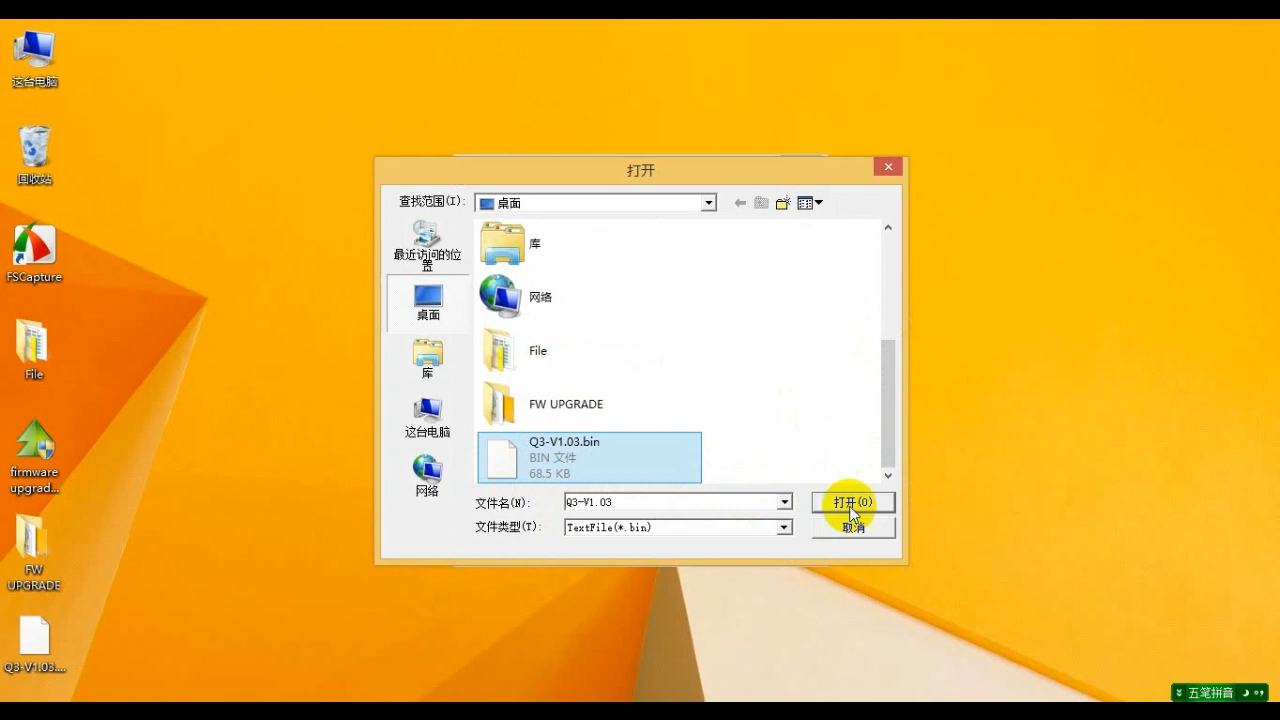 这台电脑
回收站
FSCapture
File
firmware
upgrad...
FW
UPGRADE
Q3-V1.03....
打开
查找范围(I):
桌面
最近访问的位
置
桌面
库
这台电脑
网络
库
网络
File
FW UPGRADE
Q3-V1.03.bin
BIN 文件
68.5 KB
文件名(N):
Q3-V1.03
打开(O)
文件类型(T):
TextFile(*.bin)
取消
五笔拼音